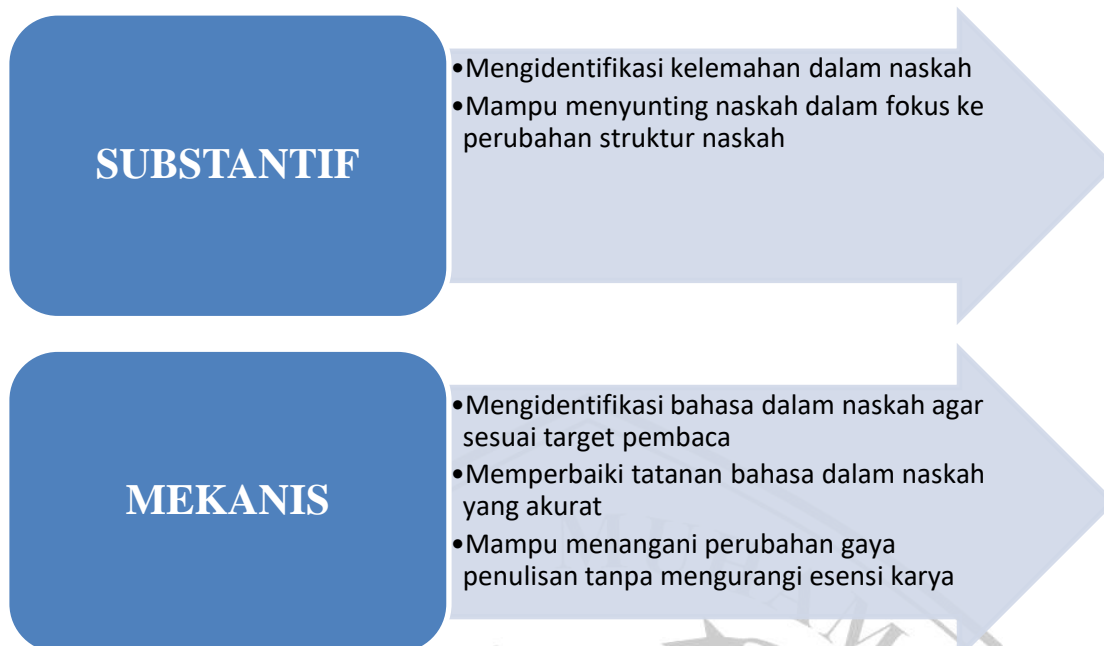 SUBSTANTIF
•Mengidentifikasi kelemahan dalam naskah
•Mampu menyunting naskah dalam fokus ke
perubahan struktur naskah
MEKANIS
•Mengidentifikasi bahasa dalam naskah agar
sesuai target pembaca
•Memperbaiki tatanan bahasa dalam naskah
yang akurat
•Mampu menangani perubahan gaya
penulisan tanpa mengurangi esensi karya
MUHAM